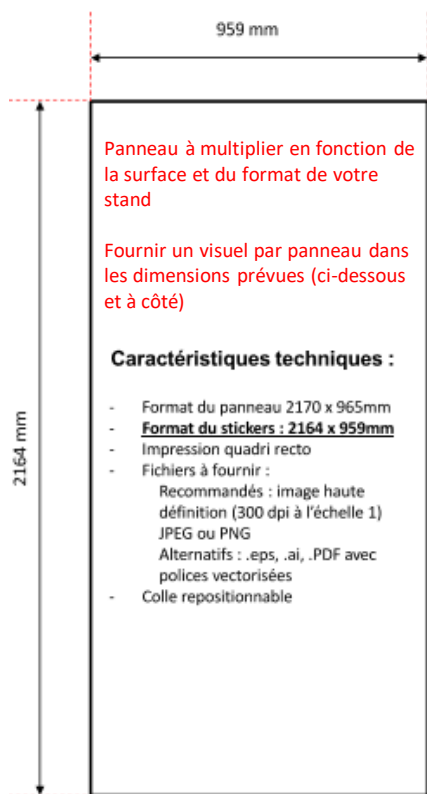 959 mm
2164 mm
Panneau à multiplier en fonction de
la surface et du format de votre
stand
Fournir un visuel par panneau dans
les dimensions prévues (ci-dessous
et à côté)
Caractéristiques techniques :
- Format du panneau 2170 x 965mm
- Format du stickers : 2164 x 959mm
- Impression quadri recto
- Fichiers à fournir :
Recommandés : image haute
définition (300 dpi à l'échelle 1)
JPEG ou PNG
Alternatifs : .eps, .ai, .PDF avec
polices vectorisées
- Colle repositionnable